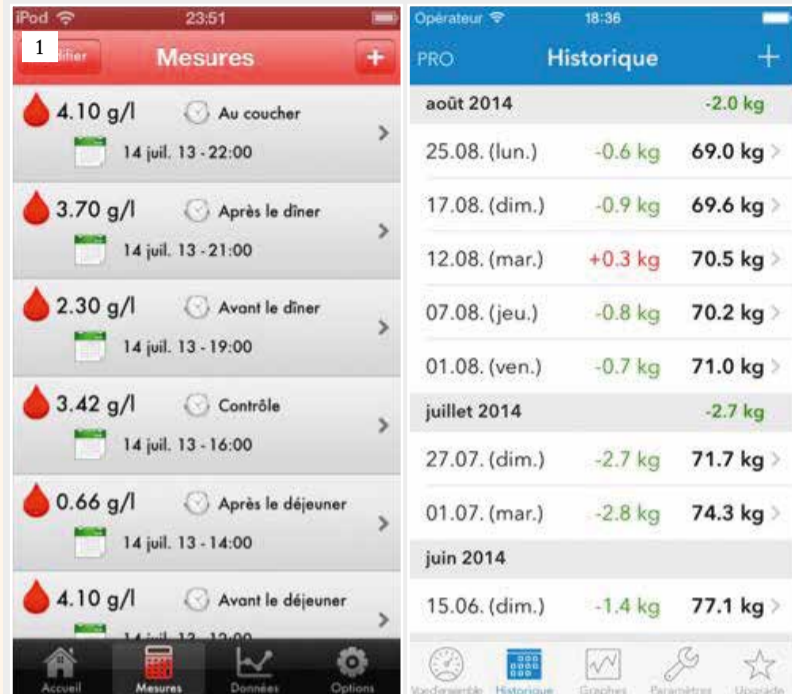 iPod 23:51
1
Mesures +
4.10 g/l Au coucher
14 juil. 13 - 22:00
3.70 g/l Après le dîner
14 juil. 13 - 21:00
2.30 g/l Avant le dîner
14 juil. 13 - 19:00
3.42 g/l Contrôle
14 juil. 13 - 16:00
0.66 g/l Après le déjeuner
14 juil. 13 - 14:00
4.10 g/l Avant le déjeuner
14 juil. 13 - 12:00
Accueil Mesures Données Options
Opérateur 18:36
PRO Historique +
août 2014 -2.0 kg
25.08. (lun.) -0.6 kg 69.0 kg
17.08. (dim.) -0.9 kg 69.6 kg
12.08. (mar.) +0.3 kg 70.5 kg
07.08. (jeu.) -0.8 kg 70.2 kg
01.08. (ven.) -0.7 kg 71.0 kg
juillet 2014 -2.7 kg
27.07. (dim.) -2.7 kg 71.7 kg
01.07. (mar.) -2.8 kg 74.3 kg
juin 2014
15.06. (dim.) -1.4 kg 77.1 kg
Historique Graphes Paramètres Upgrade